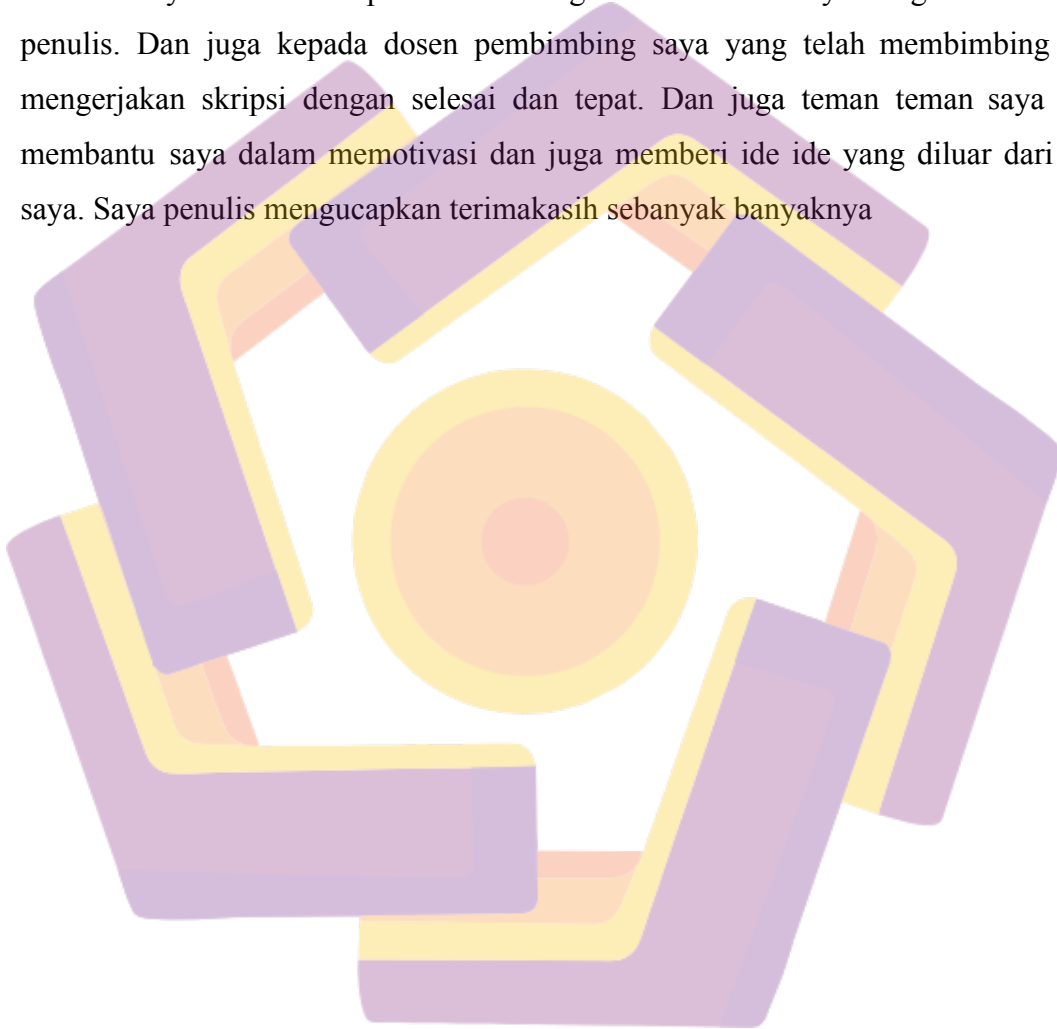 penulis. Dan juga kepada dosen pembimbing saya yang telah membimbing
mengerjakan skripsi dengan selesai dan tepat. Dan juga teman teman saya
membantu saya dalam memotivasi dan juga memberi ide ide yang diluar dari
saya. Saya penulis mengucapkan terimakasih sebanyak banyaknya